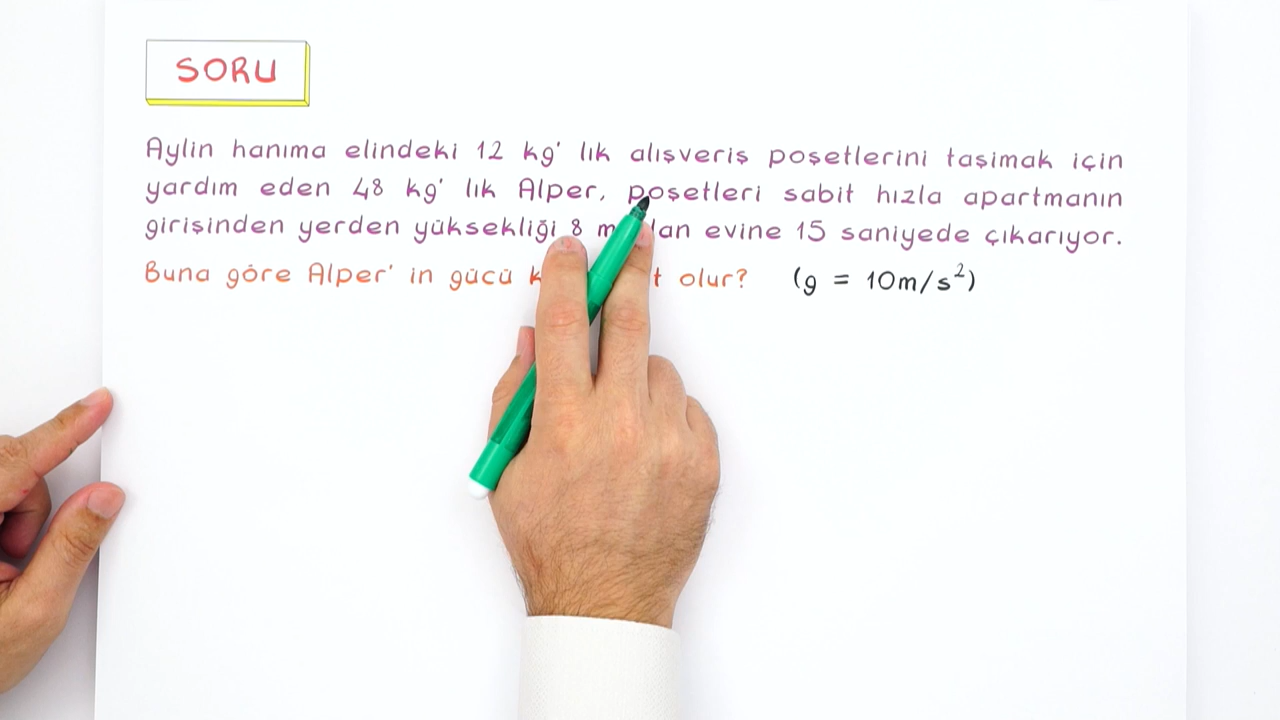 SORU
Aylin hanıma elindeki 12 kg' lık alışveriş poşetlerini taşımak için
yardım eden 48 kg' lık Alper, poşetleri sabit hızla apartmanın
girişinden yerden yüksekliği 8 evine 15 saniyede çıkarıyor.
Buna göre Alper' in gücü olur? (g = 10m/s²)